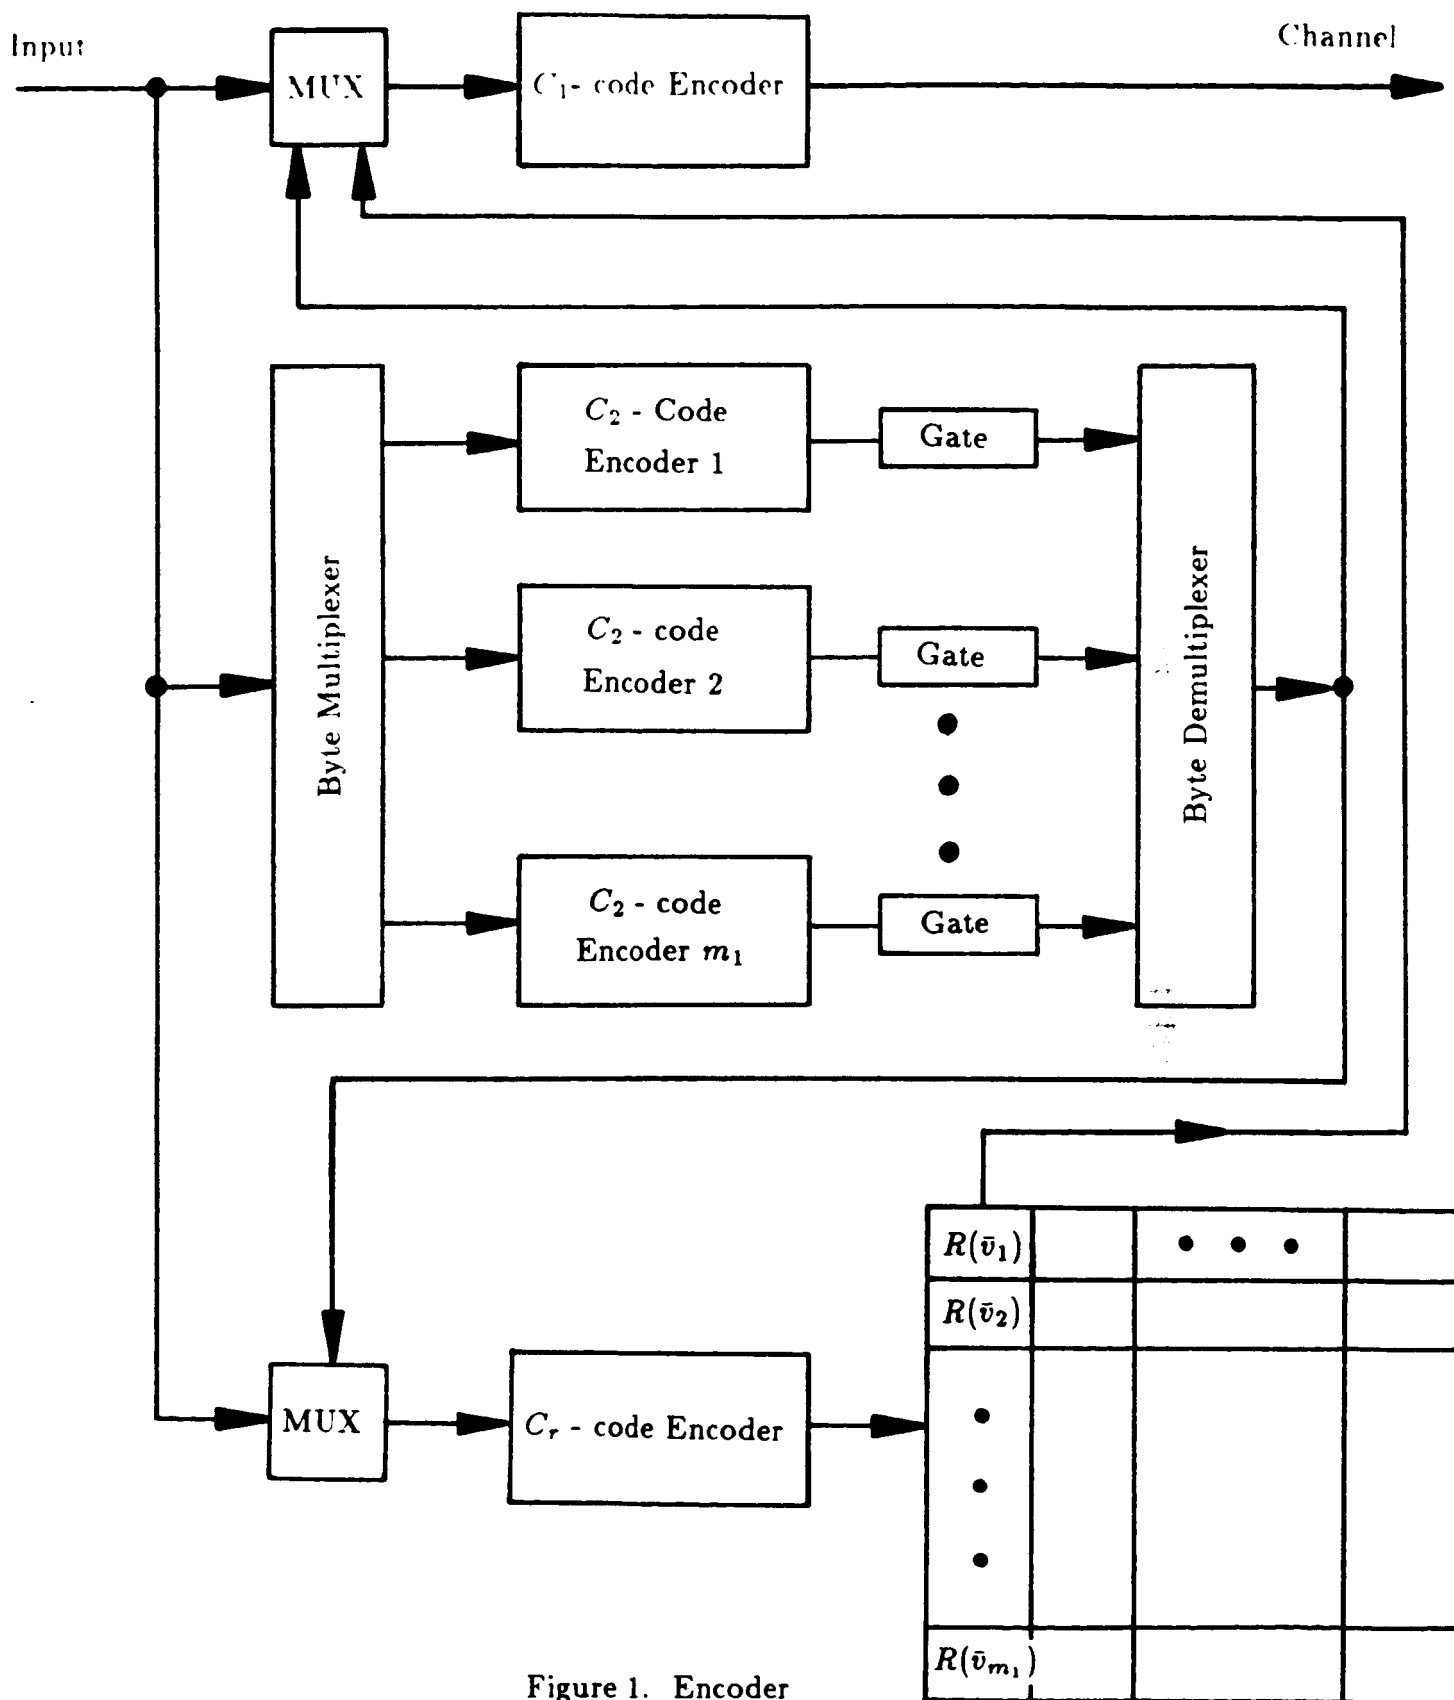 Input
Channel
MUX
C₁- code Encoder
C₂ - Code
Encoder 1
Gate
C₂ - code
Encoder 2
Gate
C₂ - code
Encoder m₁
Gate
Byte Multiplexer
Byte Demultiplexer
MUX
Cᵣ - code Encoder
R(v̄₁)
R(v̄₂)
R(v̄ₘ₁)
Figure 1. Encoder